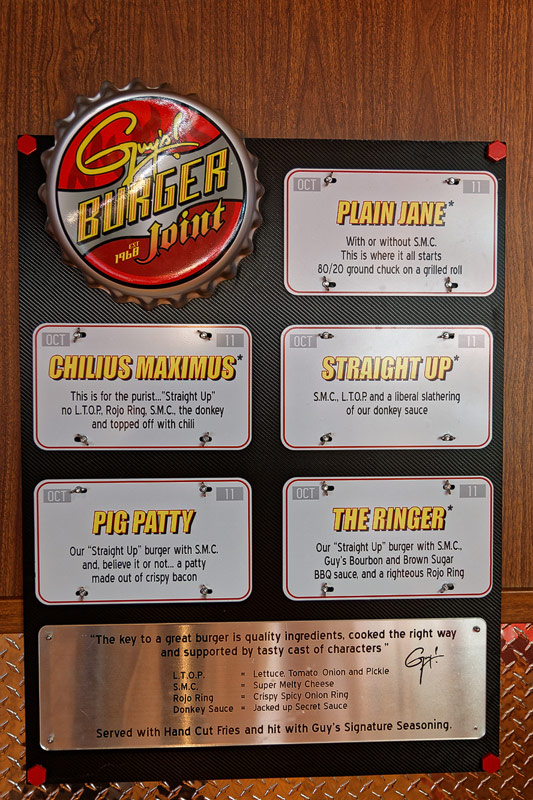 Guy's!
BURGER
Joint
EST
1968
OCT 11
PLAIN JANE*
With or without S.M.C.
This is where it all starts
80/20 ground chuck on a grilled roll
OCT 11
CHILIUS MAXIMUS*
This is for the purist..."Straight Up"
no L.T.O.P, Rojo Ring, S.M.C., the donkey
and topped off with chili
OCT 11
STRAIGHT UP*
S.M.C., L.T.O.P. and a liberal slathering
of our donkey sauce
OCT 11
PIG PATTY
Our "Straight Up" burger with S.M.C.
and, believe it or not... a patty
made out of crispy bacon
OCT 11
THE RINGER*
Our "Straight Up" burger with S.M.C.,
Guy's Bourbon and Brown Sugar
BBQ sauce, and a righteous Rojo Ring
"The key to a great burger is quality ingredients, cooked the right way
and supported by tasty cast of characters"
L.T.O.P. = Lettuce, Tomato Onion and Pickle
S.M.C. = Super Melty Cheese
Rojo Ring = Crispy Spicy Onion Ring
Donkey Sauce = Jacked up Secret Sauce
Served with Hand Cut Fries and hit with Guy's Signature Seasoning.